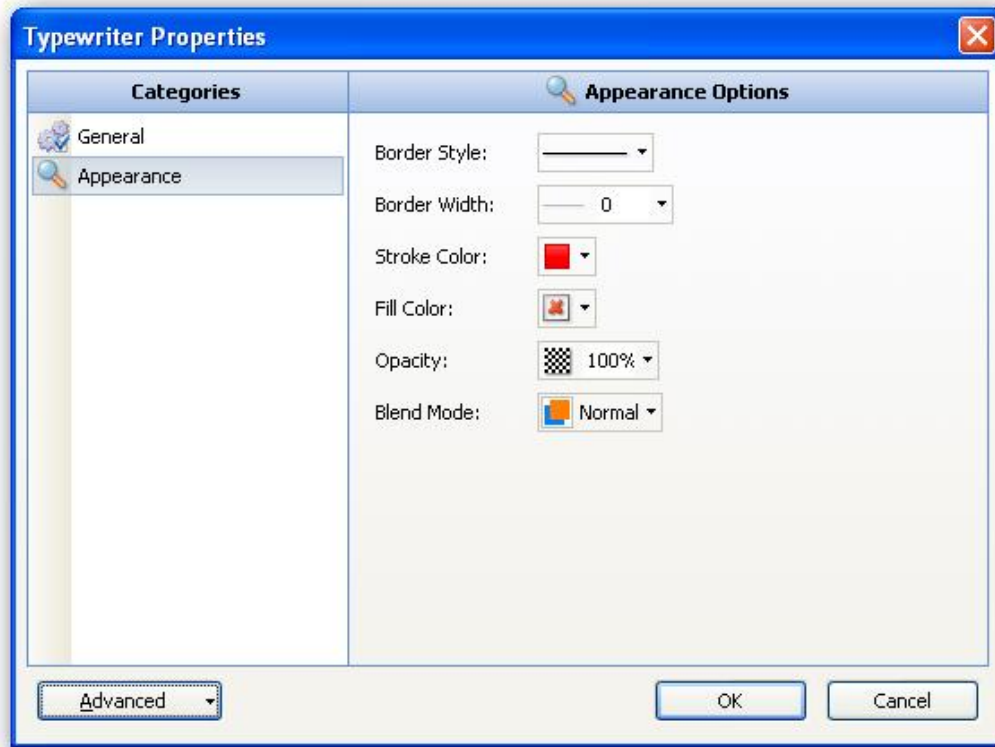 Typewriter Properties
Categories
Appearance Options
General
Appearance
Border Style:
Border Width: 0
Stroke Color:
Fill Color:
Opacity: 100%
Blend Mode: Normal
Advanced
OK
Cancel